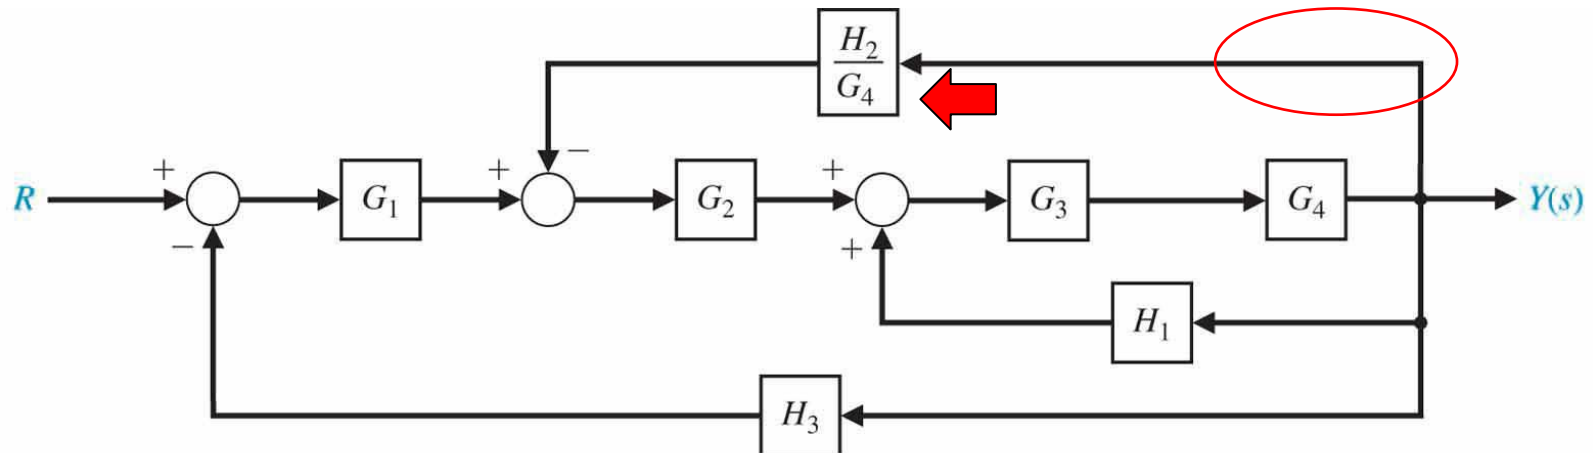 H₂
G₄
R
+
−
G₁
+
−
G₂
+
+
G₃
G₄
Y(s)
H₁
H₃